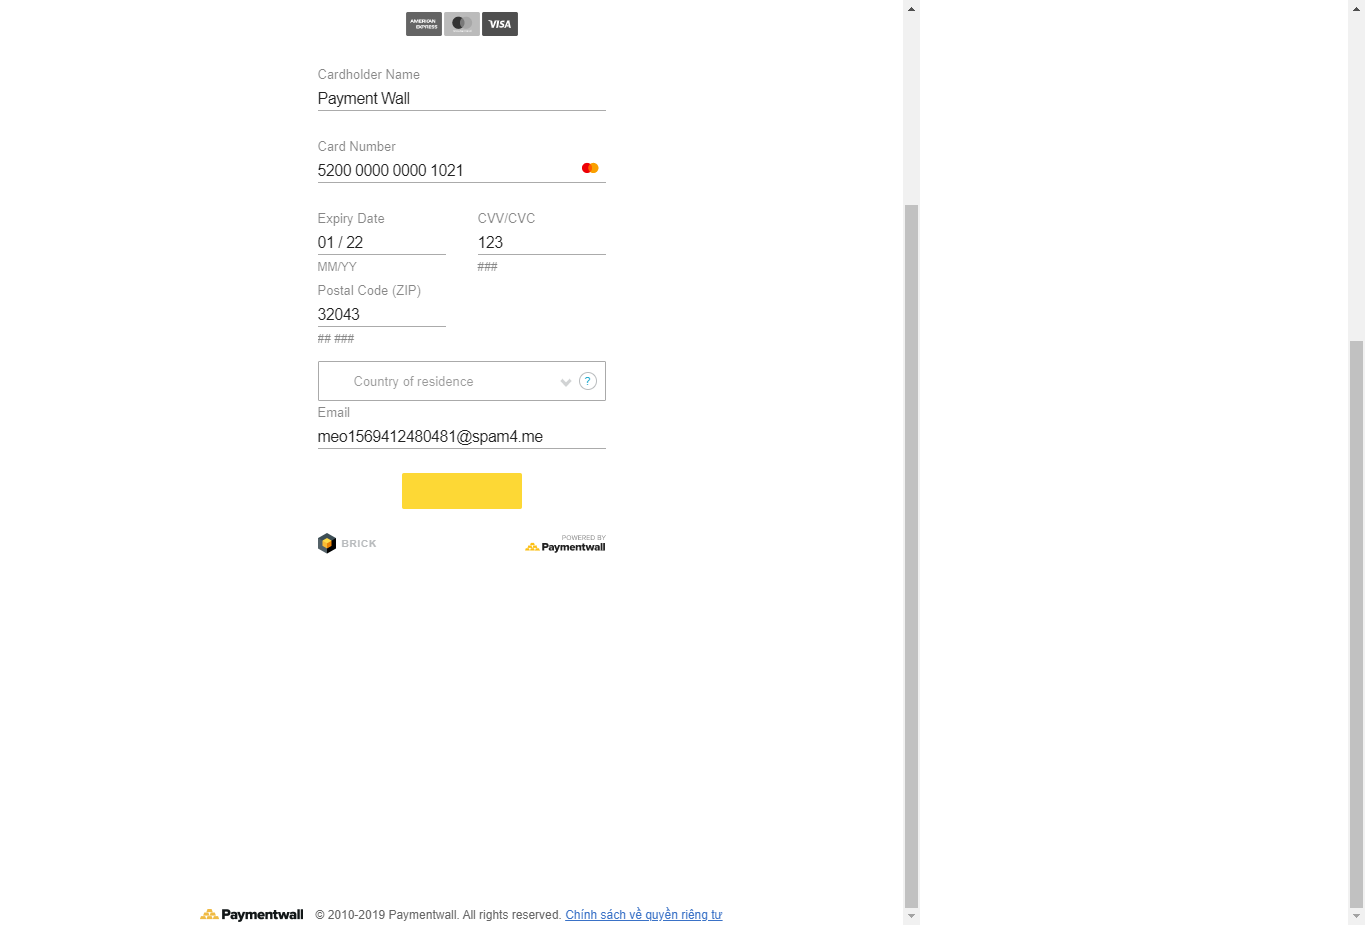 AMERICAN EXPRESS
VISA
Cardholder Name
Payment Wall
Card Number
5200 0000 0000 1021
Expiry Date
CVV/CVC
01 / 22
123
MM/YY
###
Postal Code (ZIP)
32043
## ###
Country of residence
?
Email
meo1569412480481@spam4.me
BRICK
POWERED BY
Paymentwall
Paymentwall © 2010-2019 Paymentwall. All rights reserved. Chính sách về quyền riêng tư